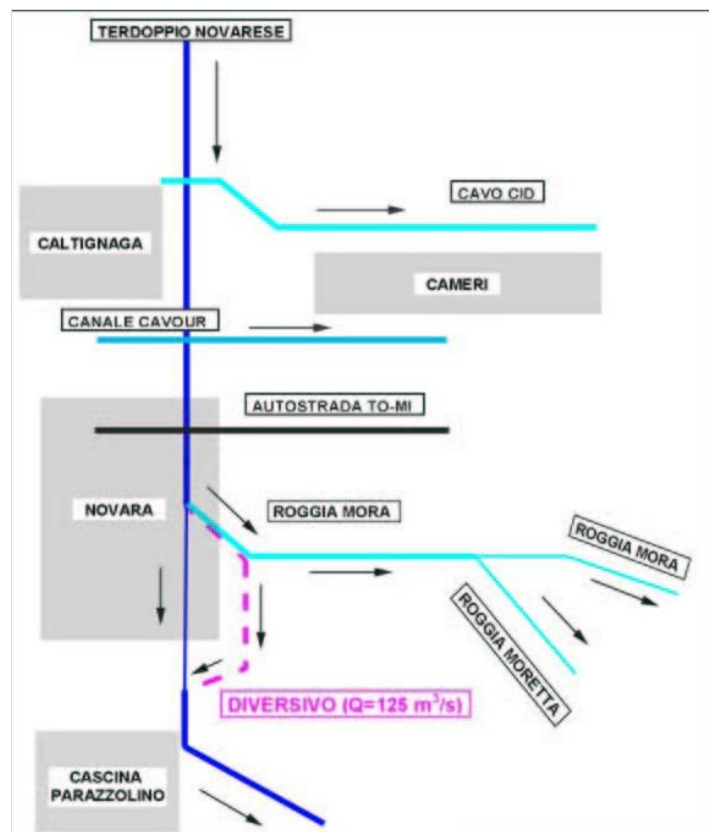 TERDOPPIO NOVARESE
CAVO CID
CALTIGNAGA
CAMERI
CANALE CAVOUR
AUTOSTRADA TO-MI
NOVARA
ROGGIA MORA
ROGGIA MORA
ROGGIA MORETTA
DIVERSIVO (Q=125 m³/s)
CASCINA
PARAZZOLINO